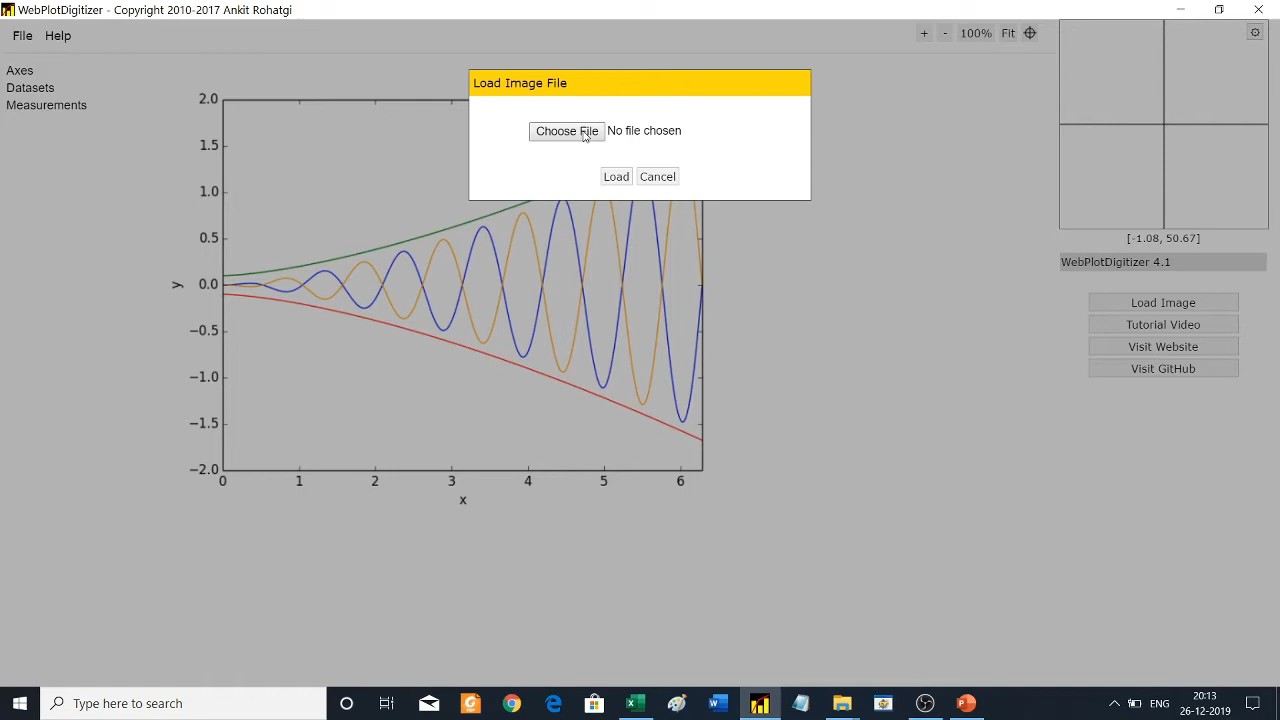 WebPlotDigitizer - Copyright 2010-2017 Ankit Rohatgi
File Help
+ - 100% Fit
Axes
Datasets
Measurements
Load Image File
Choose File No file chosen
Load Cancel
2.0
1.5
1.0
0.5
0.0
−0.5
−1.0
−1.5
−2.0
y
0 1 2 3 4 5 6
x
[-1.08, 50.67]
WebPlotDigitizer 4.1
Load Image
Tutorial Video
Visit Website
Visit GitHub
Type here to search
ENG
20:13
26-12-2019